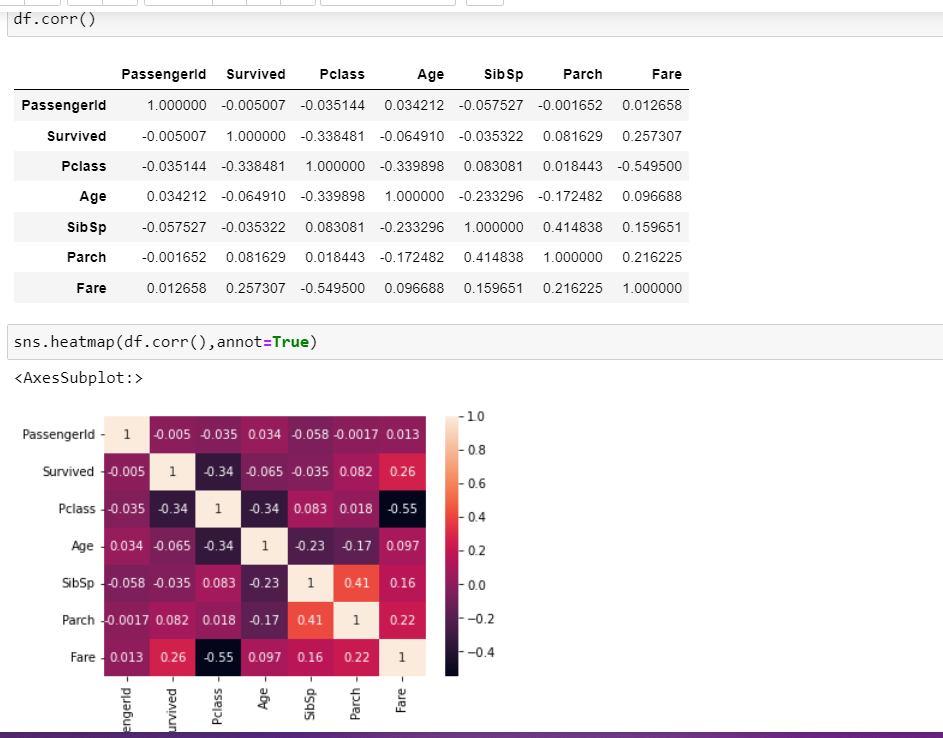 df.corr()
PassengerId Survived Pclass Age SibSp Parch Fare
PassengerId 1.000000 -0.005007 -0.035144 0.034212 -0.057527 -0.001652 0.012658
Survived -0.005007 1.000000 -0.338481 -0.064910 -0.035322 0.081629 0.257307
Pclass -0.035144 -0.338481 1.000000 -0.339898 0.083081 0.018443 -0.549500
Age 0.034212 -0.064910 -0.339898 1.000000 -0.233296 -0.172482 0.096688
SibSp -0.057527 -0.035322 0.083081 -0.233296 1.000000 0.414838 0.159651
Parch -0.001652 0.081629 0.018443 -0.172482 0.414838 1.000000 0.216225
Fare 0.012658 0.257307 -0.549500 0.096688 0.159651 0.216225 1.000000
sns.heatmap(df.corr(),annot=True)
<AxesSubplot:>
PassengerId 1 -0.005 -0.035 0.034 -0.058 -0.0017 0.013
Survived -0.005 1 -0.34 -0.065 -0.035 0.082 0.26
Pclass -0.035 -0.34 1 -0.34 0.083 0.018 -0.55
Age 0.034 -0.065 -0.34 1 -0.23 -0.17 0.097
SibSp -0.058 -0.035 0.083 -0.23 1 0.41 0.16
Parch -0.0017 0.082 0.018 -0.17 0.41 1 0.22
Fare 0.013 0.26 -0.55 0.097 0.16 0.22 1
engerId urvived Pclass Age SibSp Parch Fare
1.0
0.8
0.6
0.4
0.2
0.0
−0.2
−0.4